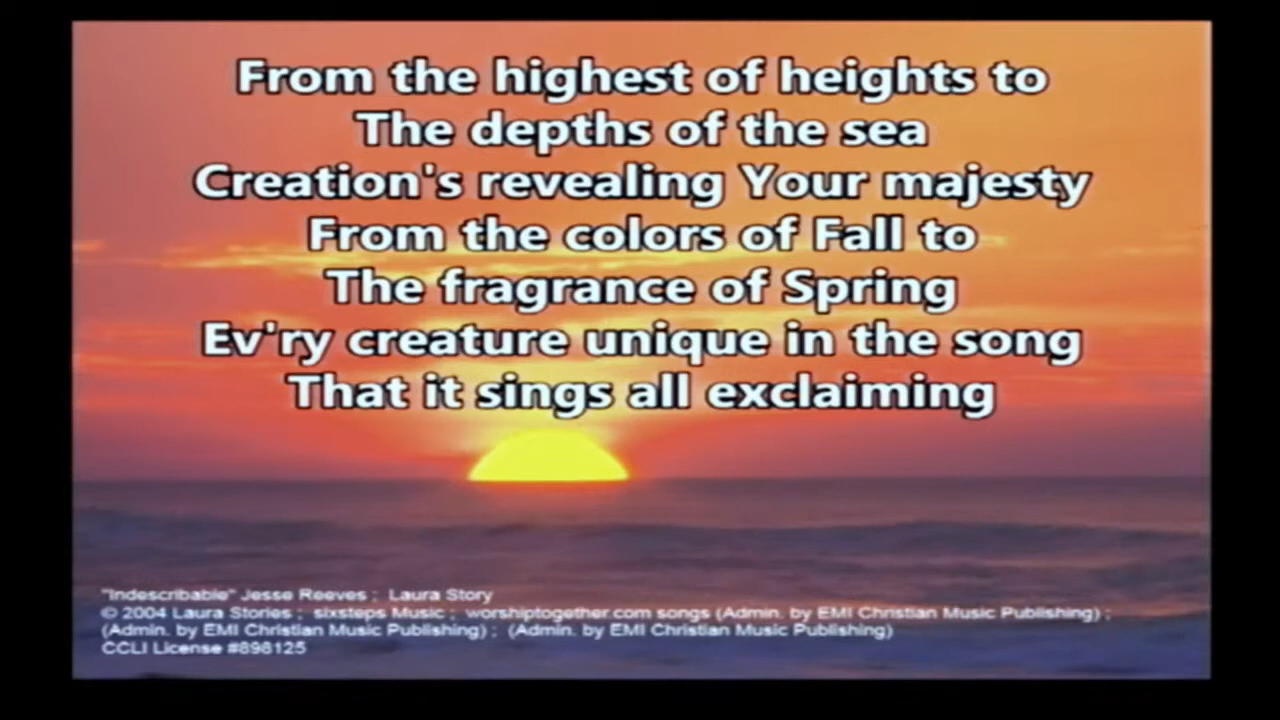 From the highest of heights to
The depths of the sea
Creation's revealing Your majesty
From the colors of Fall to
The fragrance of Spring
Ev'ry creature unique in the song
That it sings all exclaiming
"Indescribable" Jesse Reeves ; Laura Story
© 2004 Laura Stories ; sixsteps Music ; worshiptogether.com songs (Admin. by EMI Christian Music Publishing) ;
(Admin. by EMI Christian Music Publishing) ; (Admin. by EMI Christian Music Publishing)
CCLI License #898125